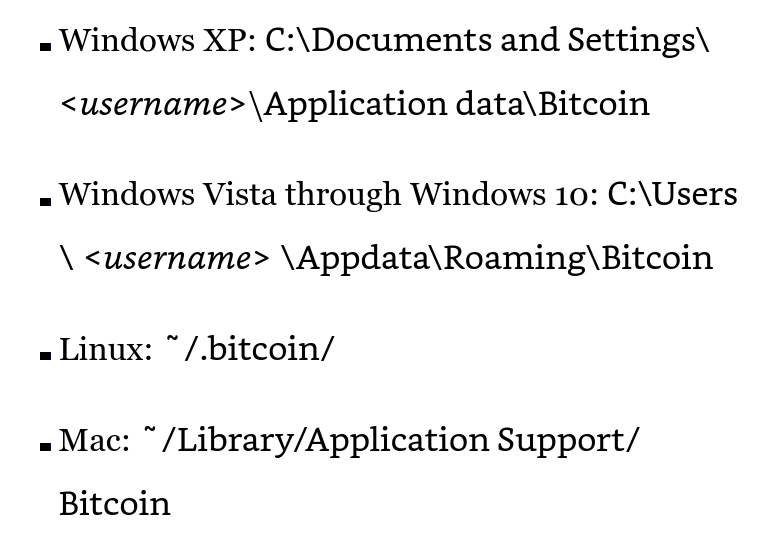 ▪ Windows XP: C:\Documents and Settings\
<username>\Application data\Bitcoin
▪ Windows Vista through Windows 10: C:\Users
\ <username> \Appdata\Roaming\Bitcoin
▪ Linux: ˜/.bitcoin/
▪ Mac: ˜/Library/Application Support/
Bitcoin